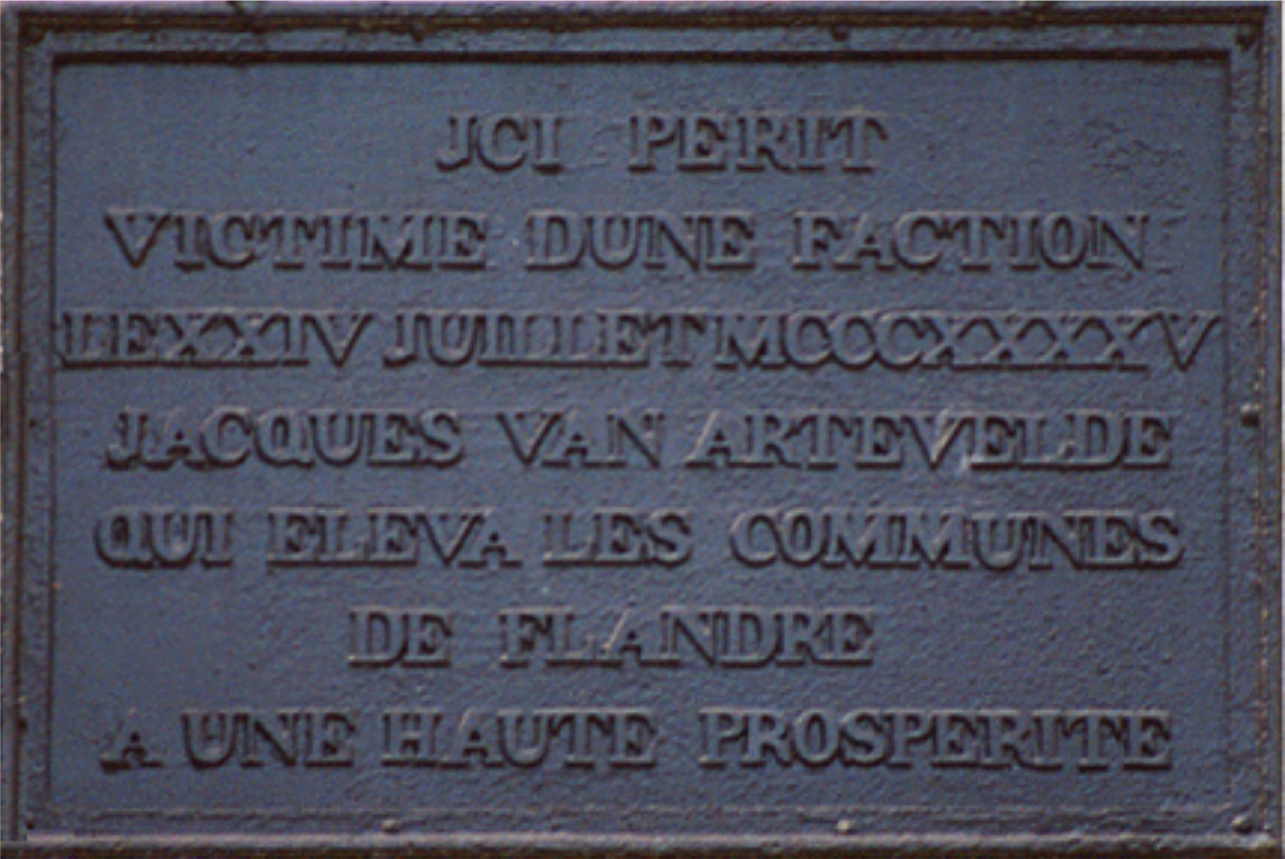 JCI PERIT
VICTIME DUNE FACTION
LE XXIV JUILLET MCCCXXXXV
JACQUES VAN ARTEVELDE
QUI ELEVA LES COMMUNES
DE FLANDRE
A UNE HAUTE PROSPERITE